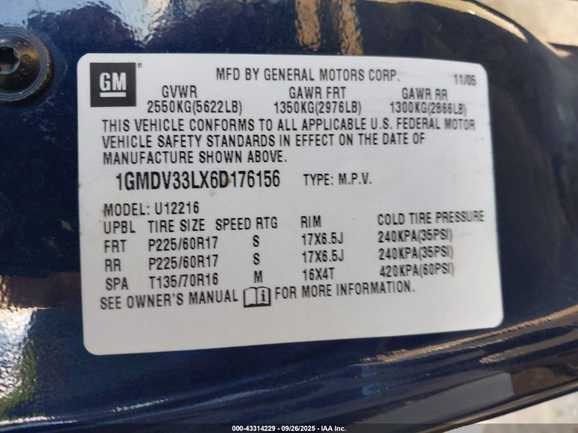 GM
MFD BY GENERAL MOTORS CORP. 11/05
GVWR GAWR FRT GAWR RR
2550KG(5622LB) 1350KG(2976LB) 1300KG(2866LB)
THIS VEHICLE CONFORMS TO ALL APPLICABLE U.S. FEDERAL MOTOR
VEHICLE SAFETY STANDARDS IN EFFECT ON THE DATE OF
MANUFACTURE SHOWN ABOVE.
1GMDV33LX6D176156 TYPE: M.P.V.
MODEL: U12216
UPBL TIRE SIZE SPEED RTG RIM COLD TIRE PRESSURE
FRT P225/60R17 S 17X6.5J 240KPA(35PSI)
RR P225/60R17 S 17X6.5J 240KPA(35PSI)
SPA T135/70R16 M 16X4T 420KPA(60PSI)
SEE OWNER'S MANUAL FOR MORE INFORMATION.
000-43314229 - 09/26/2025 - IAA Inc.